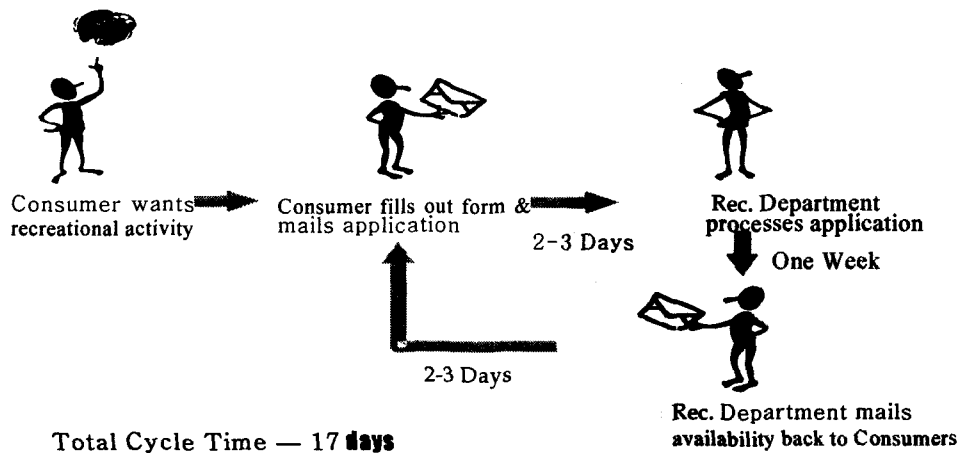 Consumer wants
recreational activity
Consumer fills out form &
mails application
2-3 Days
Rec. Department
processes application
One Week
2-3 Days
Rec. Department mails
availability back to Consumers
Total Cycle Time — 17 days